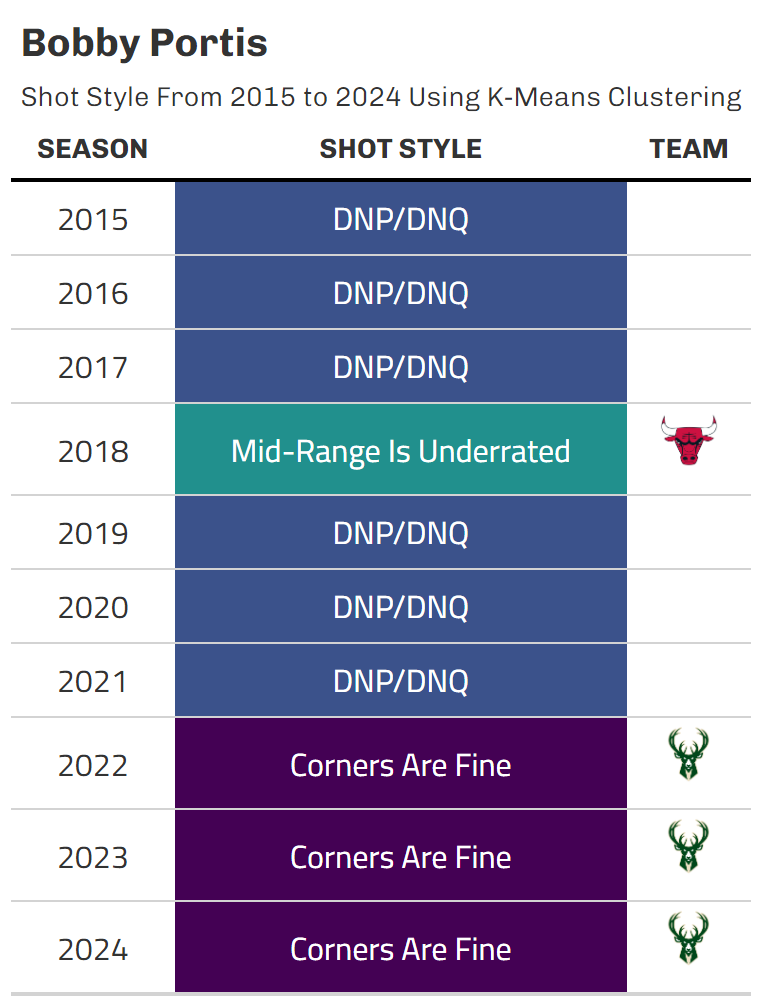 Bobby Portis
Shot Style From 2015 to 2024 Using K-Means Clustering
SEASON SHOT STYLE TEAM
2015 DNP/DNQ
2016 DNP/DNQ
2017 DNP/DNQ
2018 Mid-Range Is Underrated
2019 DNP/DNQ
2020 DNP/DNQ
2021 DNP/DNQ
2022 Corners Are Fine
2023 Corners Are Fine
2024 Corners Are Fine